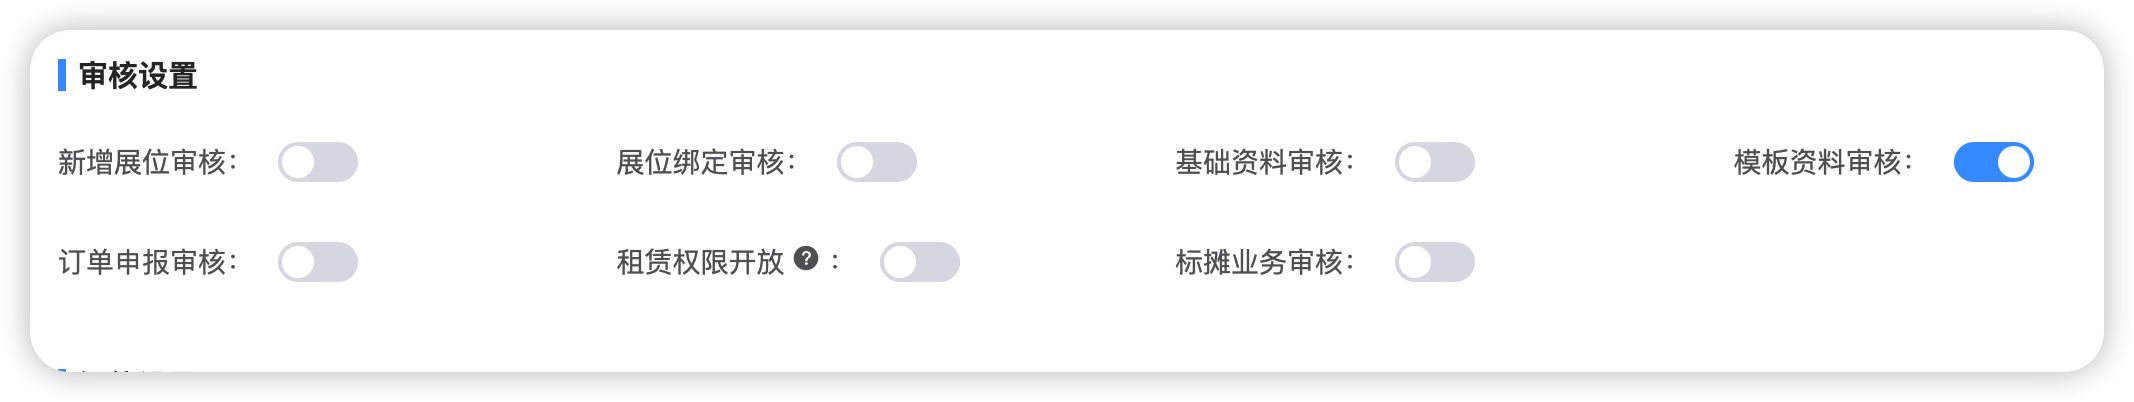 审核设置
新增展位审核： 展位绑定审核： 基础资料审核： 模板资料审核：
订单申报审核： 租赁权限开放 ? ： 标摊业务审核：